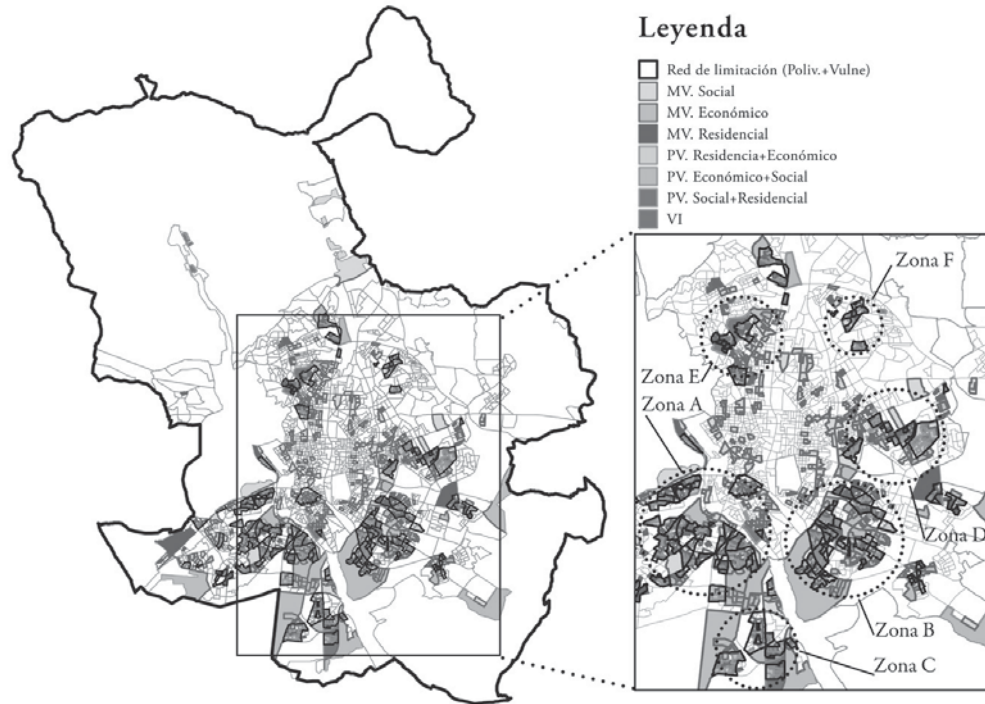 Leyenda
Red de limitación (Poliv.+Vulne)
MV. Social
MV. Económico
MV. Residencial
PV. Residencia+Económico
PV. Económico+Social
PV. Social+Residencial
VI
Zona F
Zona E
Zona A
Zona D
Zona B
Zona C